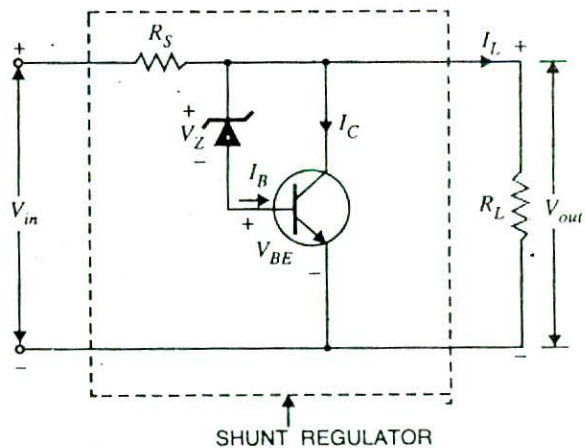 R_S
I_L
+
+
+
V_Z
−
I_C
I_B
+
V_in
V_BE
−
R_L
V_out
−
−
SHUNT REGULATOR